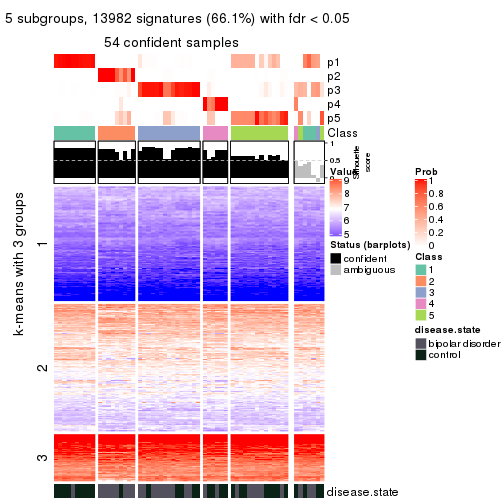 5 subgroups, 13982 signatures (66.1%) with fdr < 0.05
54 confident samples
p1
p2
p3
p4
p5
Class
1
0.5
0
Silhouette
score
k-means with 3 groups
1
2
3
disease.state
Value
9
8
7
6
5
Status (barplots)
confident
ambiguous
Prob
1
0.8
0.6
0.4
0.2
0
Class
1
2
3
4
5
disease.state
bipolar disorder
control